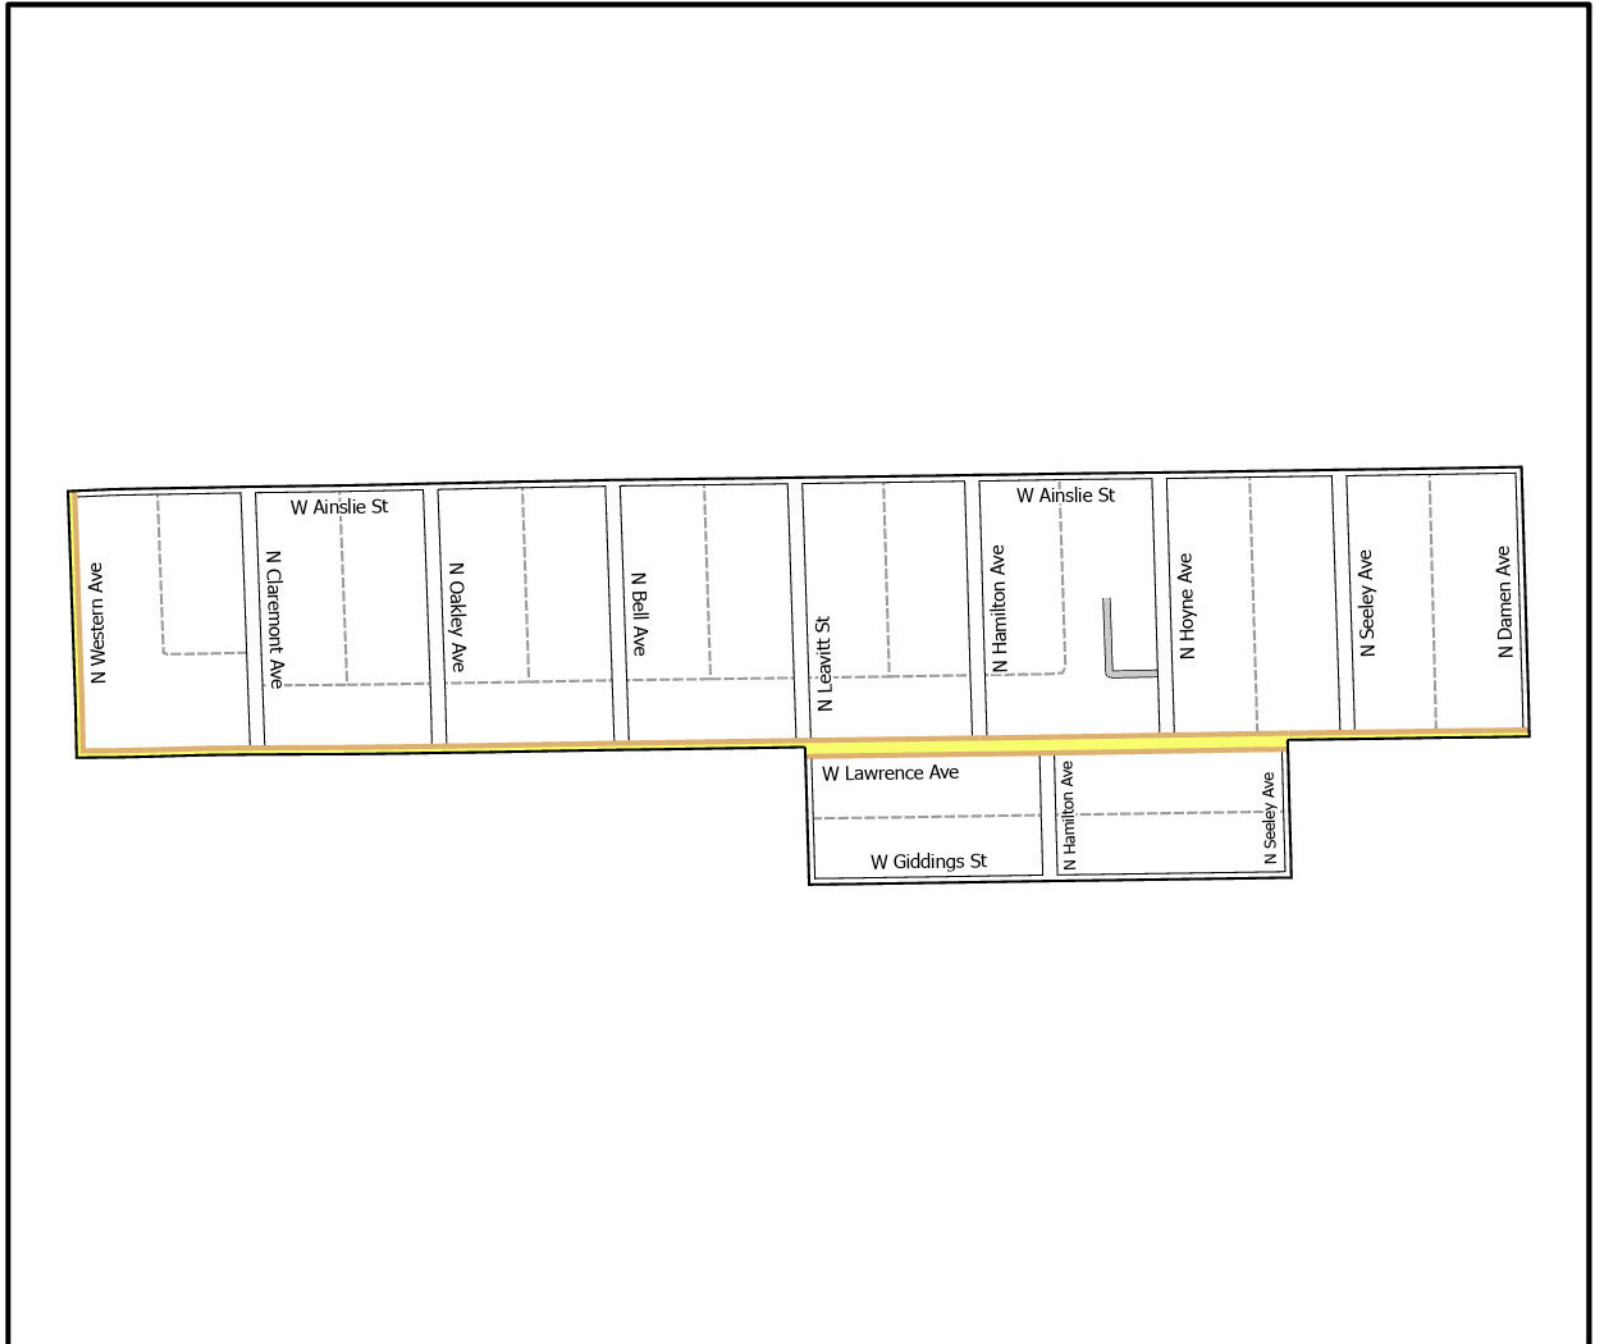 W Ainslie St
W Ainslie St
N Western Ave
N Claremont Ave
N Oakley Ave
N Bell Ave
N Leavitt St
N Hamilton Ave
N Hoyne Ave
N Seeley Ave
N Damen Ave
W Lawrence Ave
N Hamilton Ave
N Seeley Ave
W Giddings St